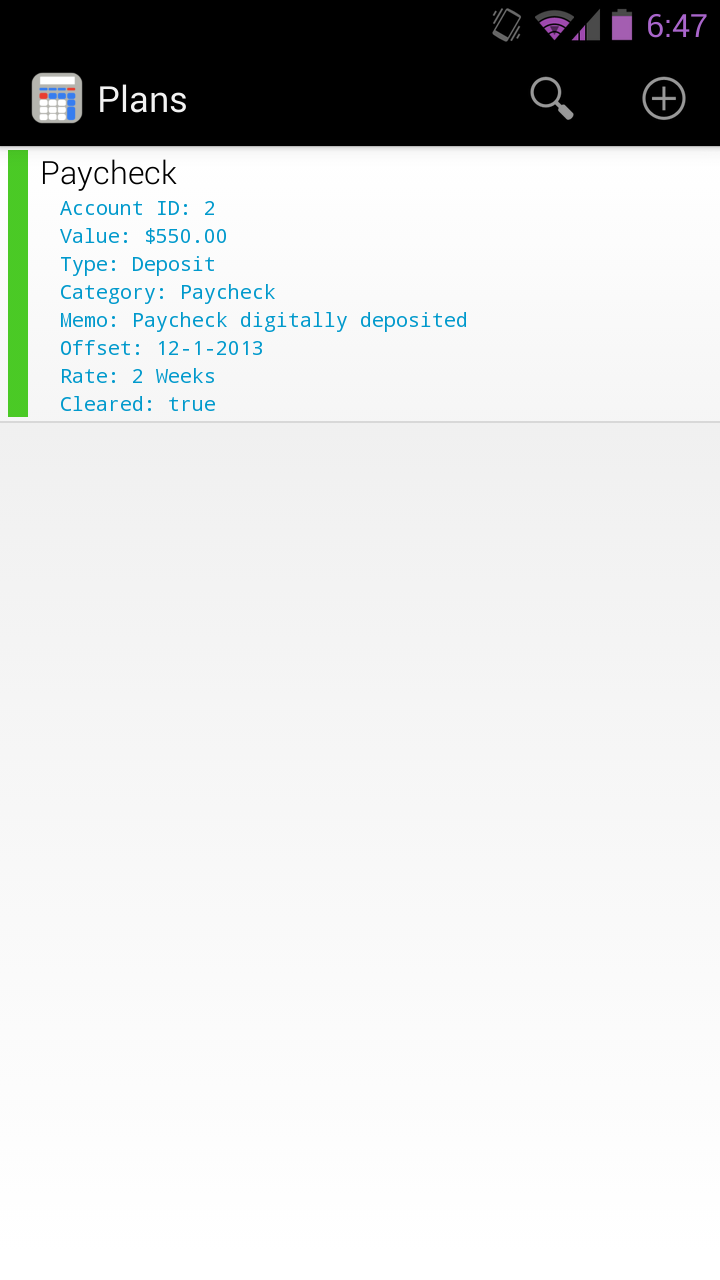 6:47
Plans
Paycheck
Account ID: 2
Value: $550.00
Type: Deposit
Category: Paycheck
Memo: Paycheck digitally deposited
Offset: 12-1-2013
Rate: 2 Weeks
Cleared: true